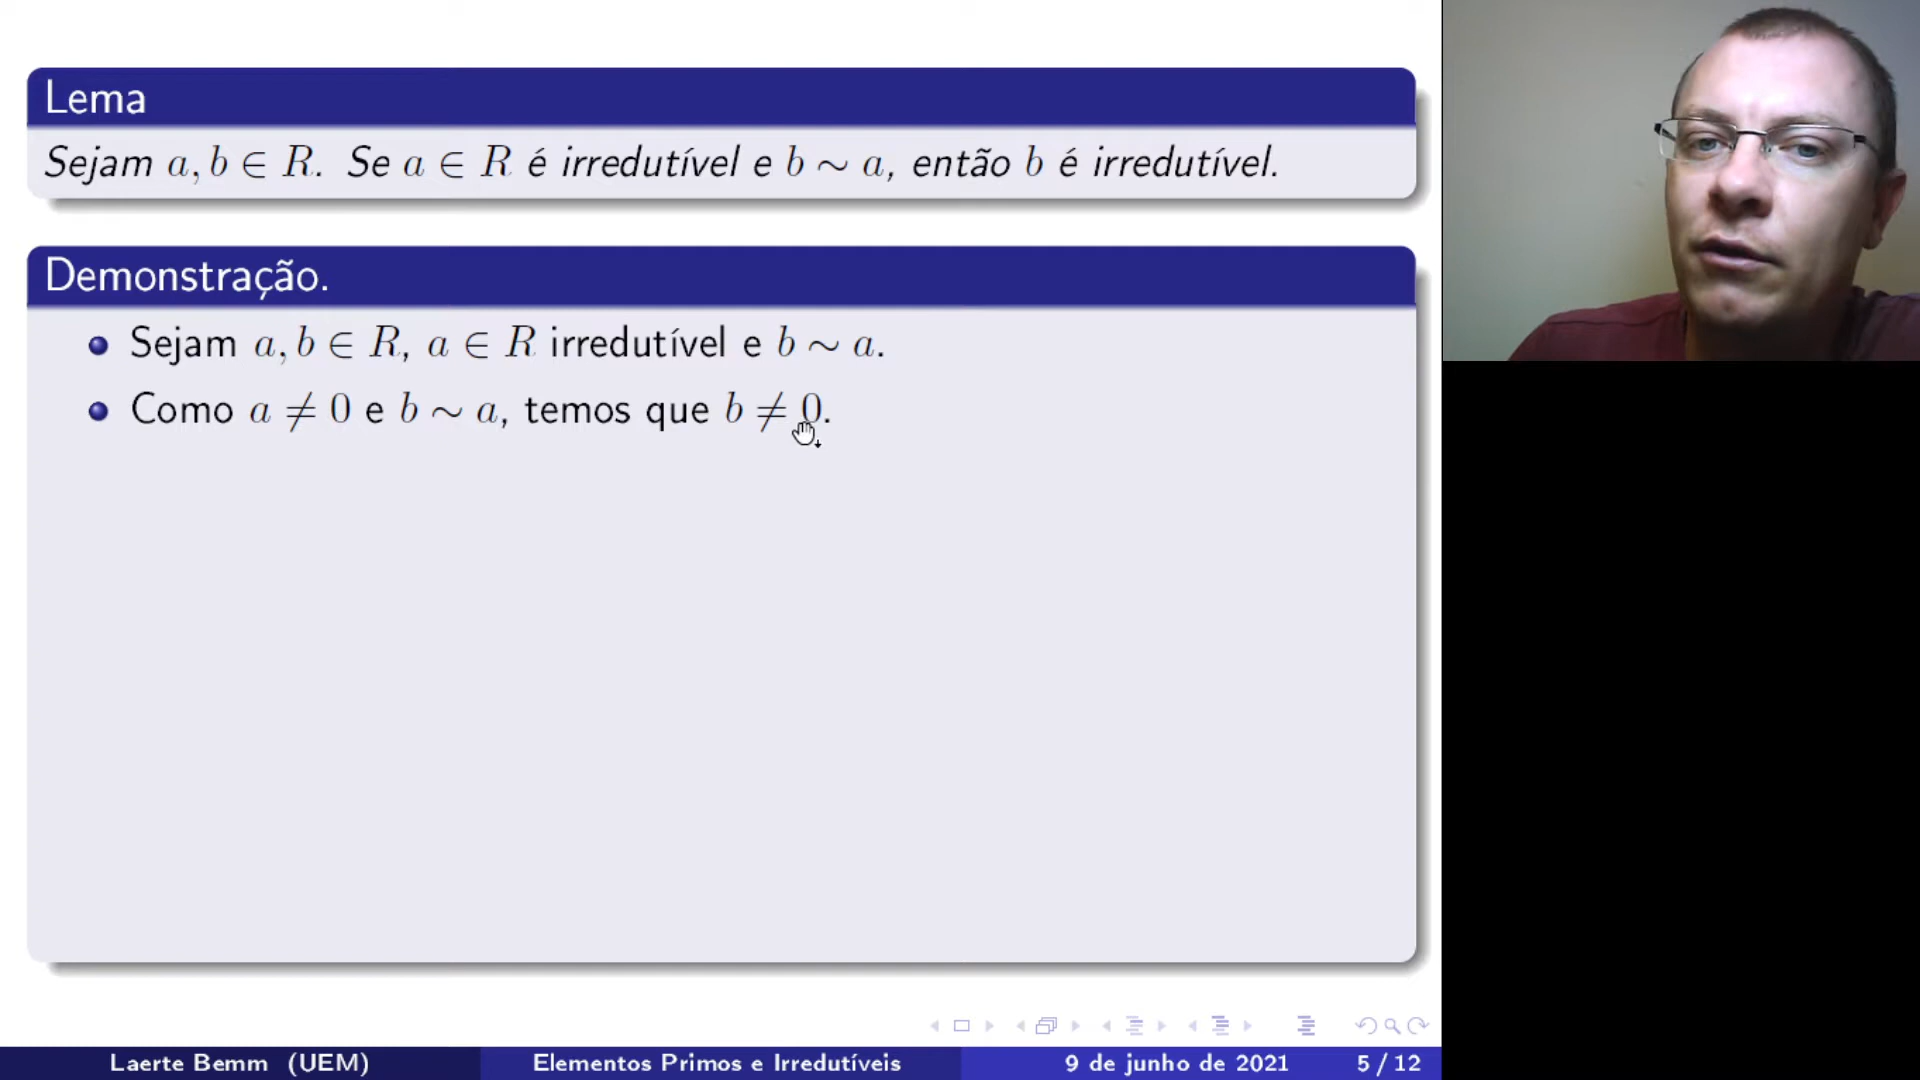 Lema
Sejam a, b ∈ R. Se a ∈ R é irredutível e b ∼ a, então b é irredutível.
Demonstração.
Sejam a, b ∈ R, a ∈ R irredutível e b ∼ a.
Como a ≠ 0 e b ∼ a, temos que b ≠ 0.
Laerte Bemm (UEM) Elementos Primos e Irredutíveis 9 de junho de 2021 5 / 12